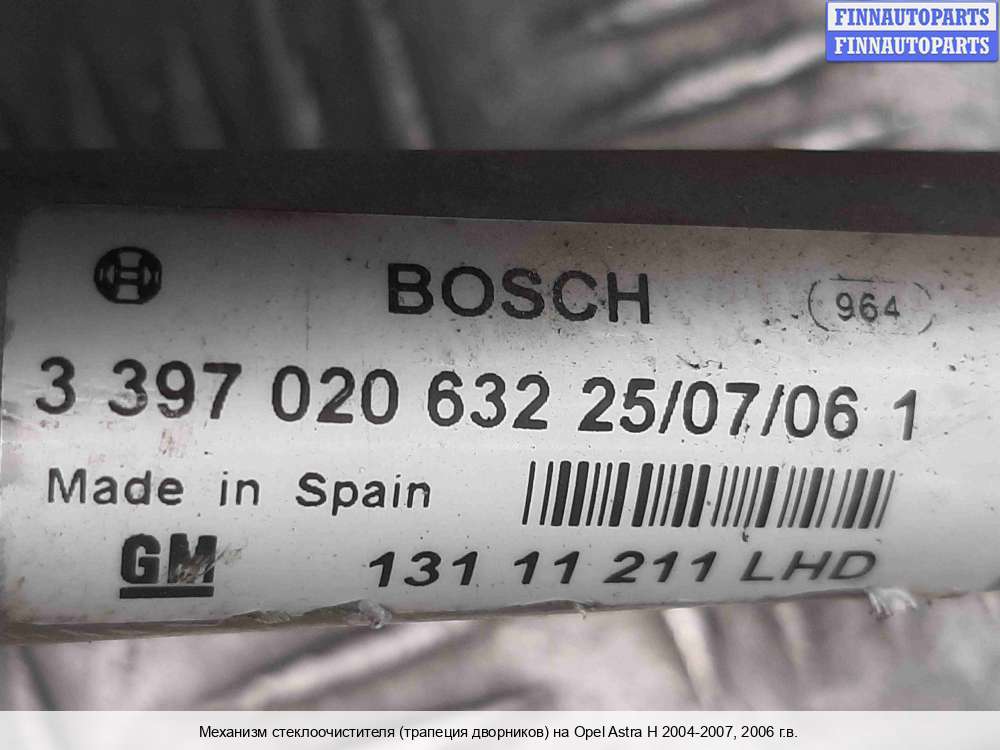 FINNAUTOPARTS
FINNAUTOPARTS
BOSCH 964
3 397 020 632 25/07/06 1
Made in Spain
GM 131 11 211 LHD
Механизм стеклоочистителя (трапеция дворников) на Opel Astra H 2004-2007, 2006 г.в.